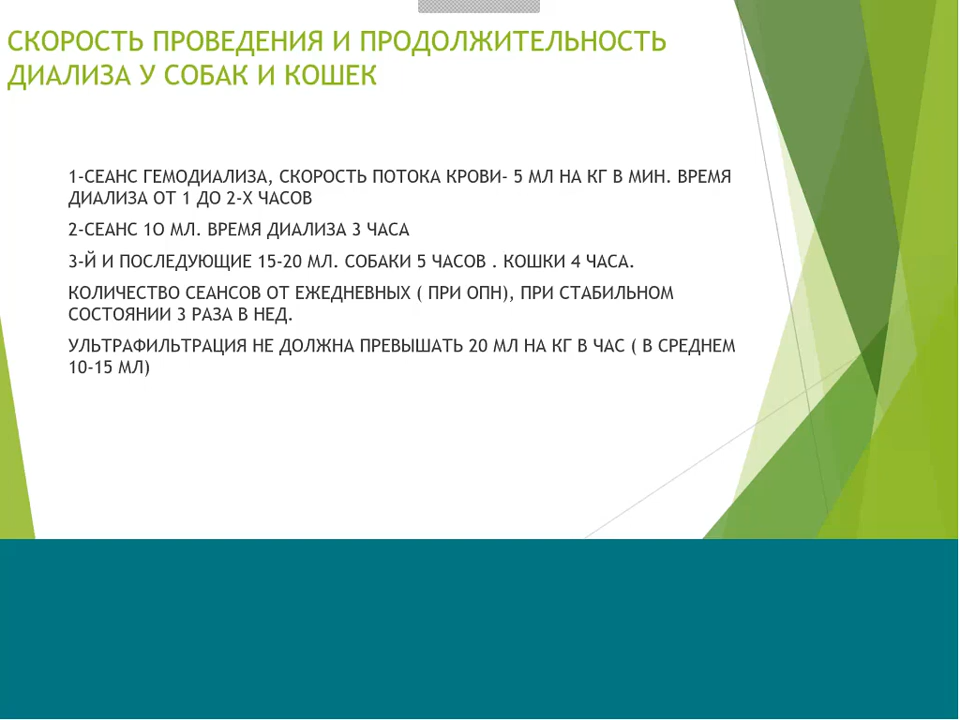 СКОРОСТЬ ПРОВЕДЕНИЯ И ПРОДОЛЖИТЕЛЬНОСТЬ
ДИАЛИЗА У СОБАК И КОШЕК
1-СЕАНС ГЕМОДИАЛИЗА, СКОРОСТЬ ПОТОКА КРОВИ- 5 МЛ НА КГ В МИН. ВРЕМЯ
ДИАЛИЗА ОТ 1 ДО 2-Х ЧАСОВ
2-СЕАНС 1О МЛ. ВРЕМЯ ДИАЛИЗА 3 ЧАСА
3-Й И ПОСЛЕДУЮЩИЕ 15-20 МЛ. СОБАКИ 5 ЧАСОВ . КОШКИ 4 ЧАСА.
КОЛИЧЕСТВО СЕАНСОВ ОТ ЕЖЕДНЕВНЫХ ( ПРИ ОПН), ПРИ СТАБИЛЬНОМ
СОСТОЯНИИ 3 РАЗА В НЕД.
УЛЬТРАФИЛЬТРАЦИЯ НЕ ДОЛЖНА ПРЕВЫШАТЬ 20 МЛ НА КГ В ЧАС ( В СРЕДНЕМ
10-15 МЛ)